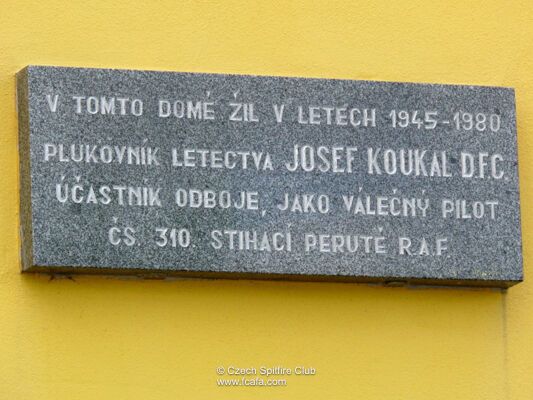 V TOMTO DOMĚ ŽIL V LETECH 1945-1980
PLUKOVNÍK LETECTVA JOSEF KOUKAL D.F.C.
ÚČASTNÍK ODBOJE, JAKO VÁLEČNÝ PILOT
ČS. 310. STÍHACÍ PERUTĚ R.A.F.
© Czech Spitfire Club
www.fcafa.com